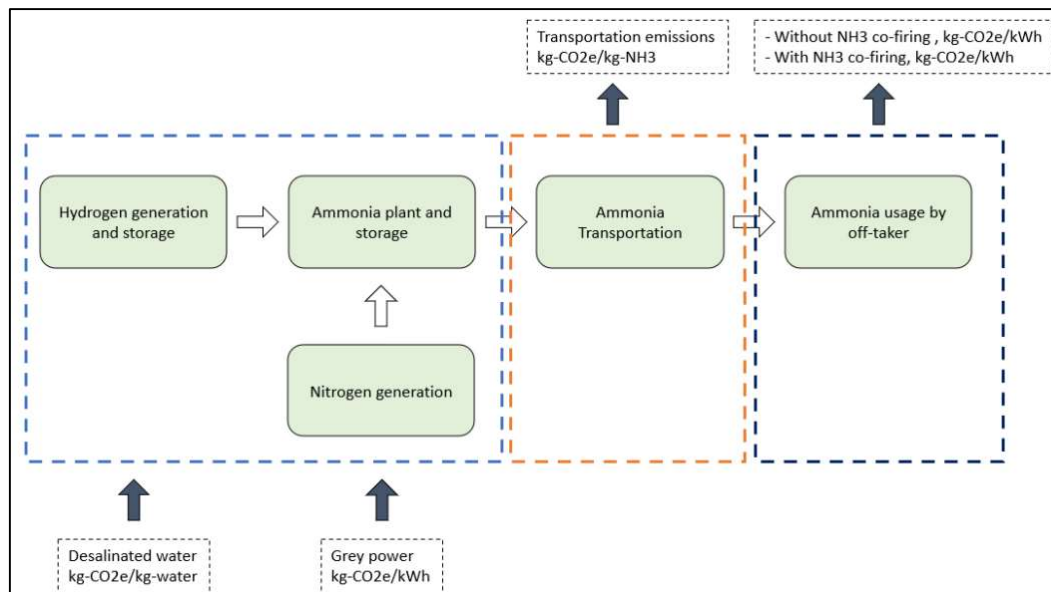 Transportation emissions
kg-CO2e/kg-NH3
- Without NH3 co-firing , kg-CO2e/kWh
- With NH3 co-firing, kg-CO2e/kWh
Hydrogen generation
and storage
Ammonia plant and
storage
Ammonia
Transportation
Ammonia usage by
off-taker
Nitrogen generation
Desalinated water
kg-CO2e/kg-water
Grey power
kg-CO2e/kWh